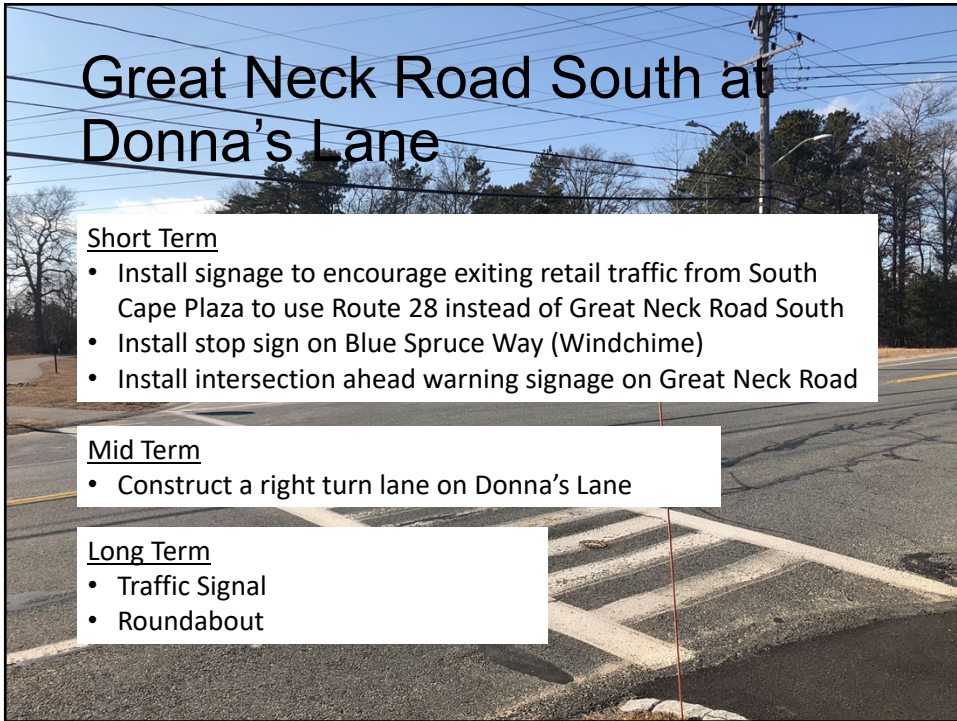 Great Neck Road South at
Donna’s Lane
Short Term
• Install signage to encourage exiting retail traffic from South
Cape Plaza to use Route 28 instead of Great Neck Road South
• Install stop sign on Blue Spruce Way (Windchime)
• Install intersection ahead warning signage on Great Neck Road
Mid Term
• Construct a right turn lane on Donna’s Lane
Long Term
• Traffic Signal
• Roundabout